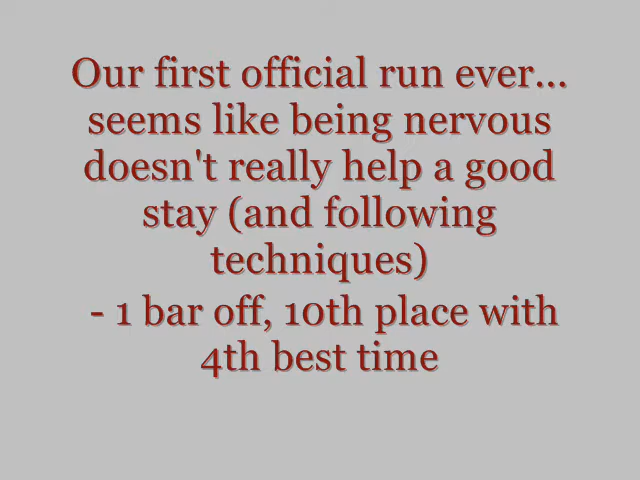 Our first official run ever...
seems like being nervous
doesn't really help a good
stay (and following
techniques)
- 1 bar off, 10th place with
4th best time